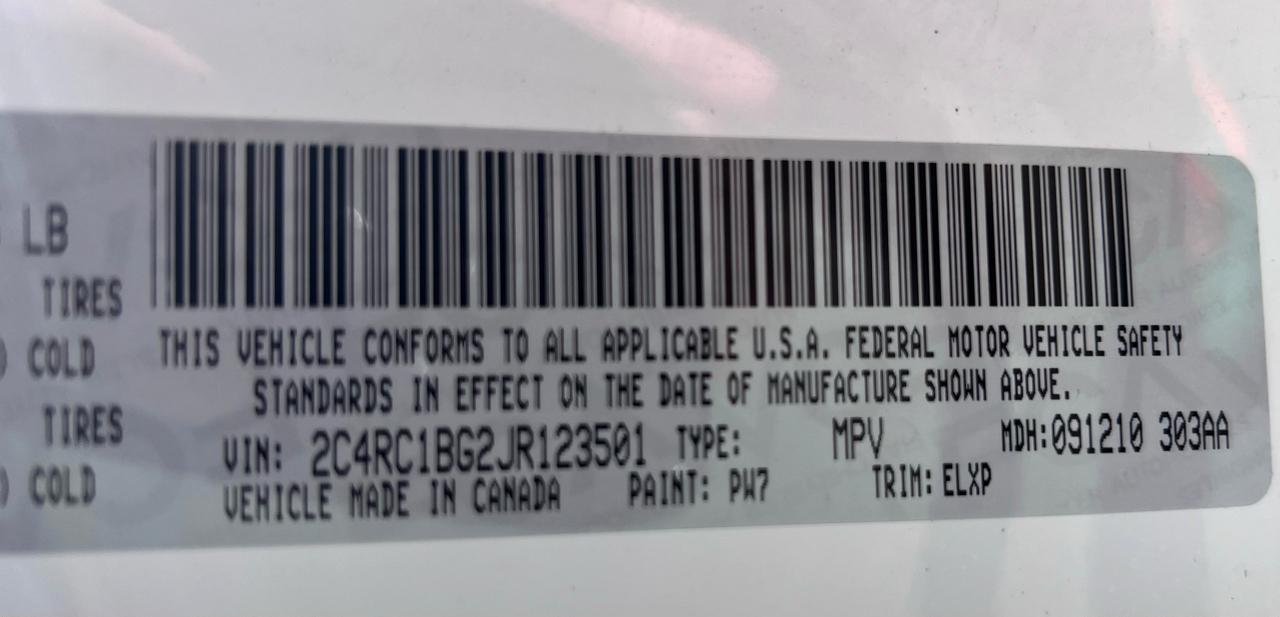 LB
TIRES
COLD
TIRES
COLD
THIS VEHICLE CONFORMS TO ALL APPLICABLE U.S.A. FEDERAL MOTOR VEHICLE SAFETY
STANDARDS IN EFFECT ON THE DATE OF MANUFACTURE SHOWN ABOVE.
VIN: 2C4RC1BG2JR123501 TYPE: MPV MDH:091210 303AA
VEHICLE MADE IN CANADA PAINT: PW7 TRIM: ELXP